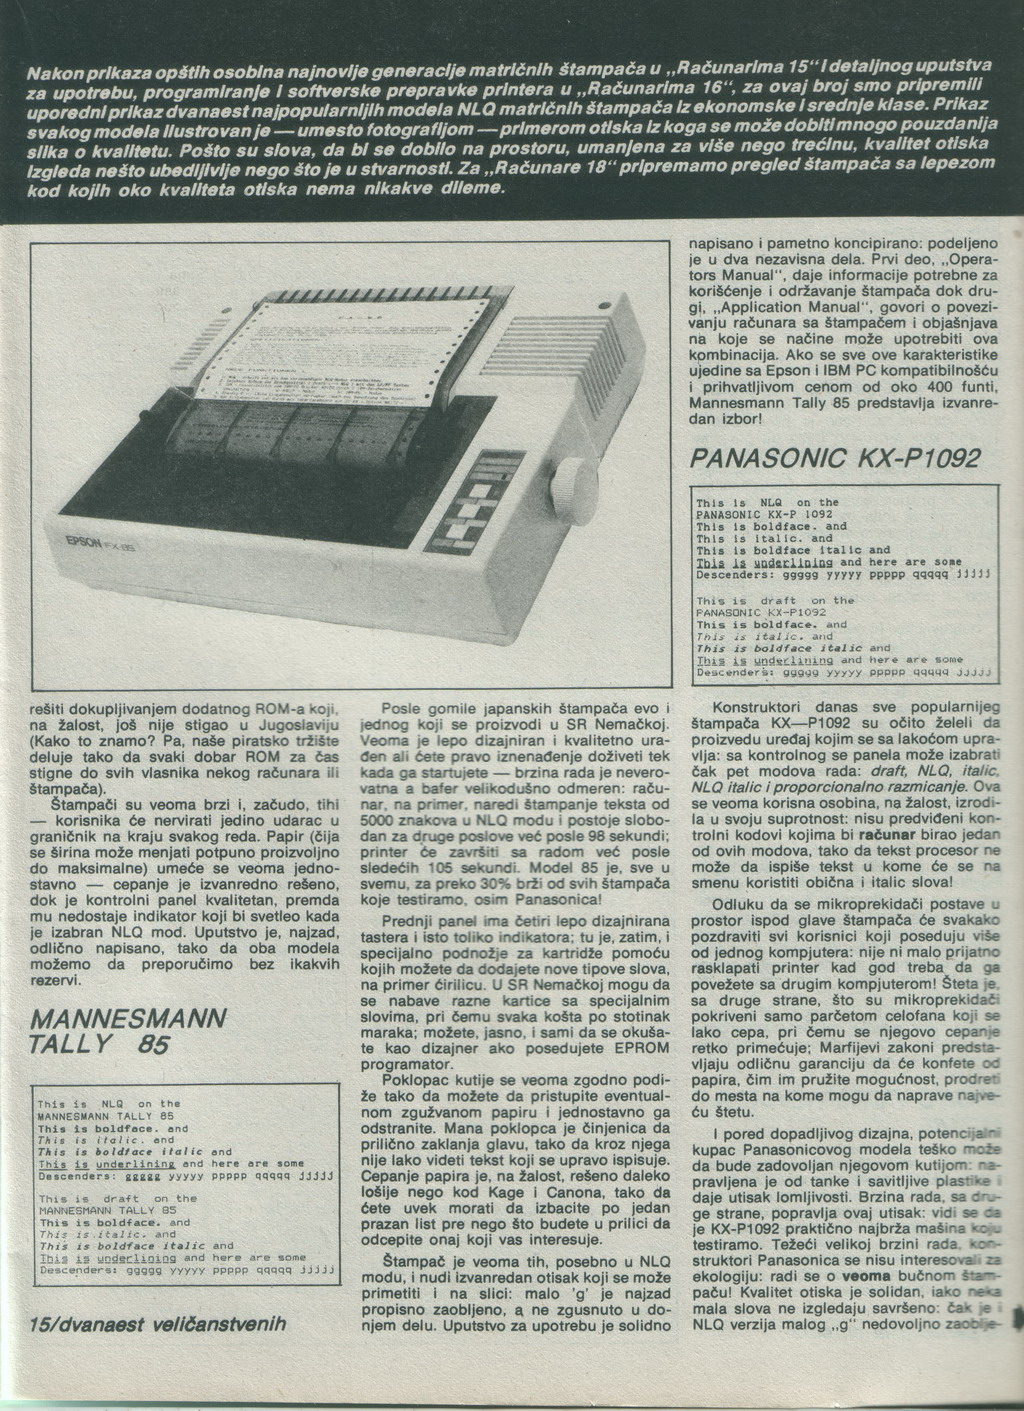 Nakon prikaza opštih osobina najnovije generacije matričnih štampača u „Računarima 15“ i detaljnog uputstva
za upotrebu, programiranje i softverske prepravke printera u „Računarima 16“, za ovaj broj smo pripremili
uporedni prikaz dvanaest najpopularnijih modela NLQ matričnih štampača iz ekonomske i srednje klase. Prikaz
svakog modela ilustrovan je — umesto fotografijom — primerom otiska iz koga se može dobiti mnogo pouzdanija
slika o kvalitetu. Pošto su slova, da bi se dobilo na prostoru, umanjena za više nego trećinu, kvalitet otiska
izgleda nešto ubedljivije nego što je u stvarnosti. Za „Računare 18“ pripremamo pregled štampača sa lepezom
kod kojih oko kvaliteta otiska nema nikakve dileme.
EPSON FX-85
rešiti dokupljivanjem dodatnog ROM-a koji,
na žalost, još nije stigao u Jugoslaviju
(Kako to znamo? Pa, naše piratsko tržište
deluje tako da svaki dobar ROM za čas
stigne do svih vlasnika nekog računara ili
štampača).
Štampači su veoma brzi i, začudo, tihi
— korisnika će nervirati jedino udarac u
graničnik na kraju svakog reda. Papir (čija
se širina može menjati potpuno proizvoljno
do maksimalne) umeće se veoma jedno-
stavno — cepanje je izvanredno rešeno,
dok je kontrolni panel kvalitetan, premda
mu nedostaje indikator koji bi svetleo kada
je izabran NLQ mod. Uputstvo je, najzad,
odlično napisano, tako da oba modela
možemo da preporučimo bez ikakvih
rezervi.
MANNESMANN
TALLY 85
This is NLQ on the
MANNESMANN TALLY 85
This is boldface. and
This is italic. and
This is boldface italic and
This is underlining and here are some
Descenders: ggggg yyyyy ppppp qqqqq jjjjj
This is draft on the
MANNESMANN TALLY 85
This is boldface. and
This is italic. and
This is boldface italic and
This is underlining and here are some
Descenders: ggggg yyyyy ppppp qqqqq jjjjj
15/dvanaest veličanstvenih
Posle gomile japanskih štampača evo i
jednog koji se proizvodi u SR Nemačkoj.
Veoma je lepo dizajniran i kvalitetno ura-
đen ali ćete pravo iznenađenje doživeti tek
kada ga startujete — brzina rada je nevero-
vatna a bafer velikodušno odmeren: raču-
nar, na primer, naredi štampanje teksta od
5000 znakova u NLQ modu i postoje slobo-
dan za druge poslove već posle 98 sekundi;
printer će završiti sa radom već posle
sledećih 105 sekundi. Model 85 je, sve u
svemu, za preko 30% brži od svih štampača
koje testiramo, osim Panasonica!
Prednji panel ima četiri lepo dizajnirana
tastera i isto toliko indikatora; tu je, zatim, i
specijalno podnožje za kartridže pomoću
kojih možete da dodajete nove tipove slova,
na primer ćirilicu. U SR Nemačkoj mogu da
se nabave razne kartice sa specijalnim
slovima, pri čemu svaka košta po stotinak
maraka; možete, jasno, i sami da se okuša-
te kao dizajner ako posedujete EPROM
programator.
Poklopac kutije se veoma zgodno podi-
že tako da možete da pristupite eventual-
nom zgužvanom papiru i jednostavno ga
odstranite. Mana poklopca je činjenica da
prilično zaklanja glavu, tako da kroz njega
nije lako videti tekst koji se upravo ispisuje.
Cepanje papira je, na žalost, rešeno daleko
lošije nego kod Kage i Canona, tako da
ćete uvek morati da izbacite po jedan
prazan list pre nego što budete u prilici da
odcepite onaj koji vas interesuje.
Štampač je veoma tih, posebno u NLQ
modu, i nudi izvanredan otisak koji se može
primetiti i na slici: malo 'g' je najzad
propisno zaobljeno, a ne zgusnuto u do-
njem delu. Uputstvo za upotrebu je solidno
napisano i pametno koncipirano: podeljeno
je u dva nezavisna dela. Prvi deo, „Opera-
tors Manual“, daje informacije potrebne za
korišćenje i održavanje štampača dok dru-
gi, „Application Manual“, govori o povezi-
vanju računara sa štampačem i objašnjava
na koje se načine može upotrebiti ova
kombinacija. Ako se sve ove karakteristike
ujedine sa Epson i IBM PC kompatibilnošću
i prihvatljivom cenom od oko 400 funti,
Mannesmann Tally 85 predstavlja izvanre-
dan izbor!
PANASONIC KX-P1092
This is NLQ on the
PANASONIC KX-P 1092
This is boldface. and
This is italic. and
This is boldface italic and
This is underlining and here are some
Descenders: ggggg yyyyy ppppp qqqqq jjjjj
This is draft on the
PANASONIC KX-P1092
This is boldface. and
This is italic. and
This is boldface italic and
This is underlining and here are some
Descenders: ggggg yyyyy ppppp qqqqq jjjjj
Konstruktori danas sve popularnijeg
štampača KX—P1092 su očito želeli da
proizvedu uređaj kojim se sa lakoćom upra-
vlja: sa kontrolnog se panela može izabrati
čak pet modova rada: draft, NLQ, italic,
NLQ italic i proporcionalno razmicanje. Ova
se veoma korisna osobina, na žalost, izrodi-
la u svoju suprotnost: nisu predviđeni kon-
trolni kodovi kojima bi računar birao jedan
od ovih modova, tako da tekst procesor ne
može da ispiše tekst u kome će se na
smenu koristiti obična i italic slova!
Odluku da se mikroprekidači postave u
prostor ispod glave štampača će svakako
pozdraviti svi korisnici koji poseduju više
od jednog kompjutera: nije ni malo prijatno
rasklapati printer kad god treba da ga
povežete sa drugim kompjuterom! Šteta je,
sa druge strane, što su mikroprekidači
pokriveni samo parčetom celofana koji se
lako cepa, pri čemu se njegovo cepanje
retko primećuje; Marfijevi zakoni predsta-
vljaju odličnu garanciju da će konfete od
papira, čim im pružite mogućnost, prodreti
do mesta na kome mogu da naprave najve-
ću štetu.
I pored dopadljivog dizajna, potencijalni
kupac Panasonicovog modela teško može
da bude zadovoljan njegovom kutijom: na-
pravljena je od tanke i savitljive plastike i
daje utisak lomljivosti. Brzina rada, sa dru-
ge strane, popravlja ovaj utisak: vidi se da
je KX-P1092 praktično najbrža mašina koju
testiramo. Težeći velikoj brzini rada, kon-
struktori Panasonica se nisu interesovali za
ekologiju: radi se o veoma bučnom štam-
paču! Kvalitet otiska je solidan, iako neka
mala slova ne izgledaju savršeno: čak je i
NLQ verzija malog „g“ nedovoljno zaoblje-